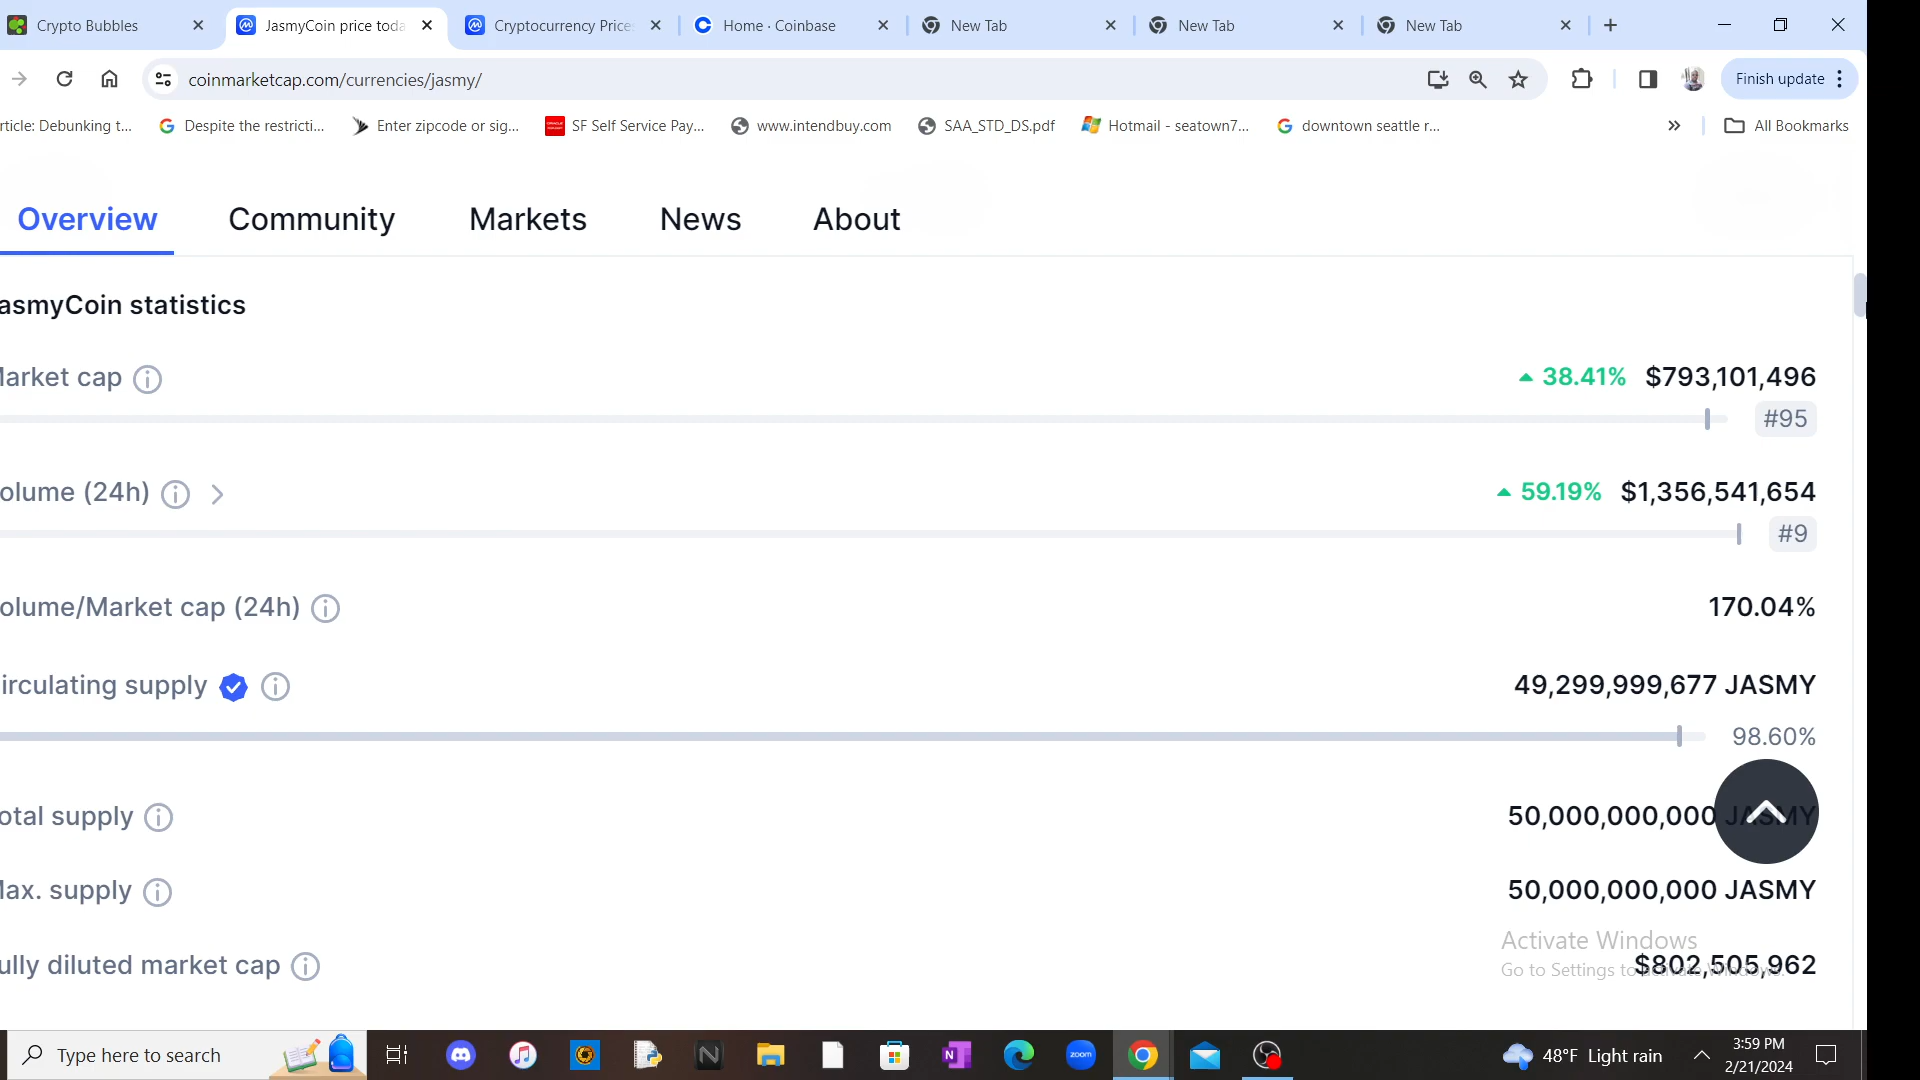 Crypto Bubbles
JasmyCoin price toda
Cryptocurrency Price
Home · Coinbase
New Tab
New Tab
New Tab
coinmarketcap.com/currencies/jasmy/
Finish update
rticle: Debunking t...
Despite the restricti...
Enter zipcode or sig...
SF Self Service Pay...
www.intendbuy.com
SAA_STD_DS.pdf
Hotmail - seatown7...
downtown seattle r...
All Bookmarks
Overview
Community
Markets
News
About
asmyCoin statistics
arket cap
38.41% $793,101,496
#95
olume (24h)
59.19% $1,356,541,654
#9
olume/Market cap (24h)
170.04%
irculating supply
49,299,999,677 JASMY
98.60%
otal supply
50,000,000,000 JASMY
ax. supply
50,000,000,000 JASMY
Activate Windows
ully diluted market cap
$802,505,962
Go to Settings to activate Windows.
Type here to search
zoom
48°F Light rain
3:59 PM
2/21/2024